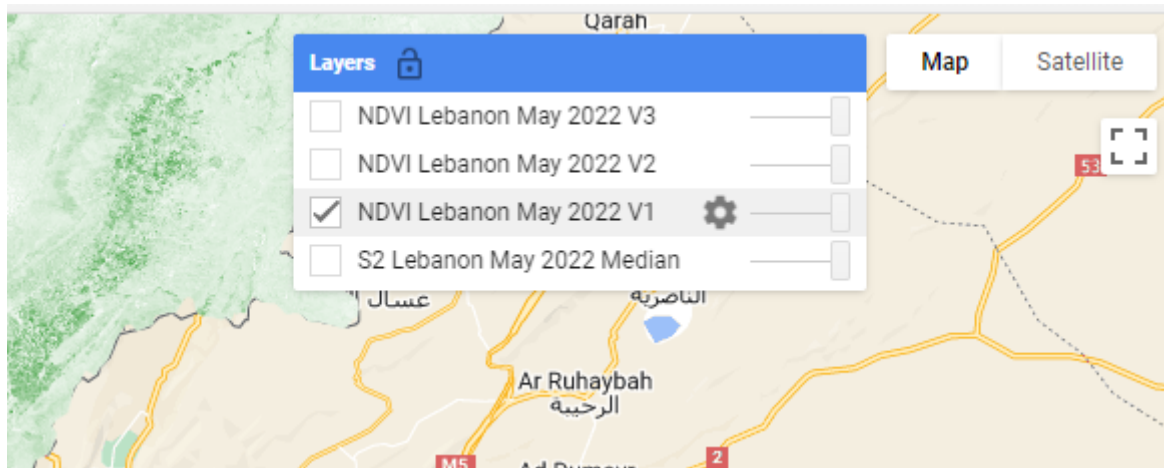 Qarah
Layers
Map
Satellite
NDVI Lebanon May 2022 V3
NDVI Lebanon May 2022 V2
53
NDVI Lebanon May 2022 V1
S2 Lebanon May 2022 Median
عسال
الناصرية
Ar Ruhaybah
الرحيبة
M5
2